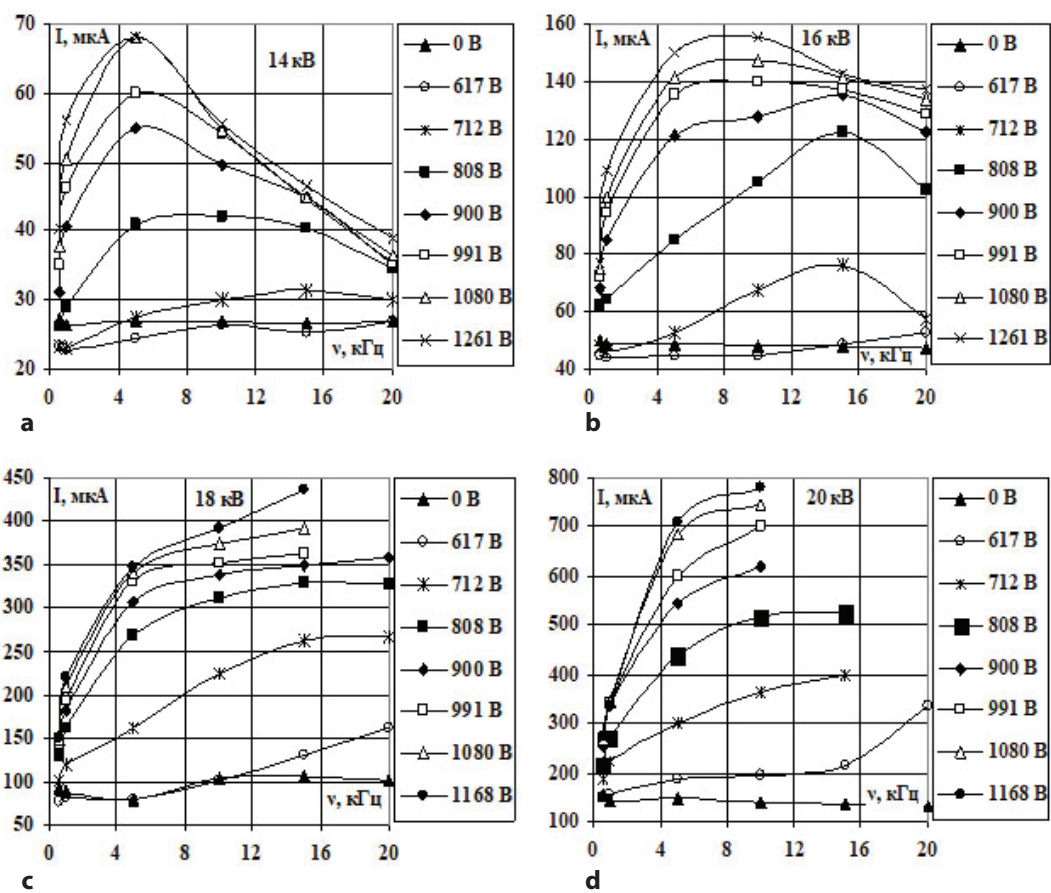 70
60
50
40
30
20
I, мкА
14 кВ
ν, кГц
0 4 8 12 16 20
0 В
617 В
712 В
808 В
900 В
991 В
1080 В
1261 В
a
160
140
120
100
80
60
40
I, мкА
16 кВ
ν, кГц
0 4 8 12 16 20
0 В
617 В
712 В
808 В
900 В
991 В
1080 В
1261 В
b
450
400
350
300
250
200
150
100
50
I, мкА
18 кВ
ν, кГц
0 4 8 12 16 20
0 В
617 В
712 В
808 В
900 В
991 В
1080 В
1168 В
c
800
700
600
500
400
300
200
100
I, мкА
20 кВ
ν, кГц
0 4 8 12 16 20
0 В
617 В
712 В
808 В
900 В
991 В
1080 В
1168 В
d